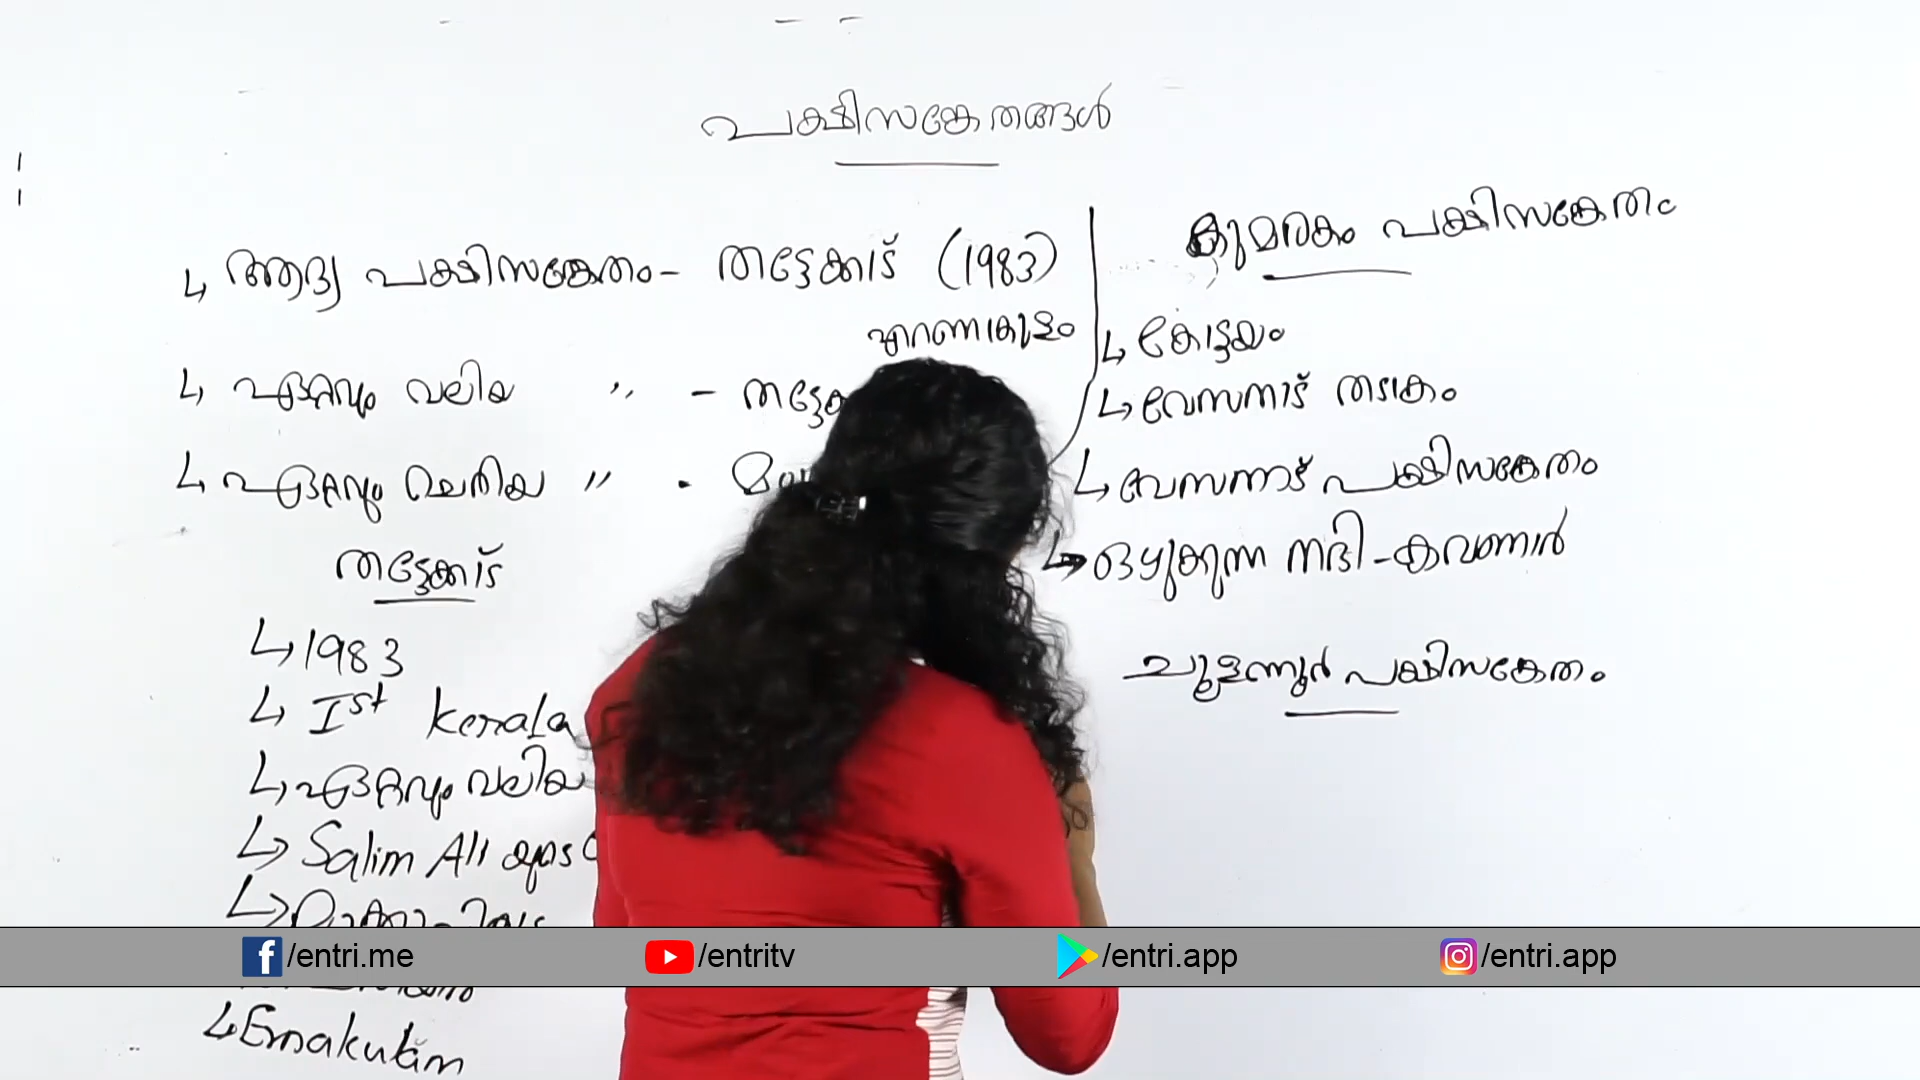 പക്ഷിസങ്കേതങ്ങൾ
↳ ആദ്യ പക്ഷിസങ്കേതം - തട്ടേക്കാട് (1983)
എറണാകുളം
↳ ഏറ്റവും വലിയ " -
↳ ഏറ്റവും ചെറിയ " -
തട്ടേക്കാട്
↳ 1983
↳ Ist Kerala
↳ ഏറ്റവും വലിയ
↳ Salim Ali
↳ Ernakulam
കുമരകം പക്ഷിസങ്കേതം
↳ കോട്ടയം
↳ വേമ്പനാട് തടാകം
↳ വേമ്പനാട് പക്ഷിസങ്കേതം
↳ ഒഴുകുന്ന നദി - കവണാർ
ചൂളന്നൂർ പക്ഷിസങ്കേതം
/entri.me
/entritv
/entri.app
/entri.app